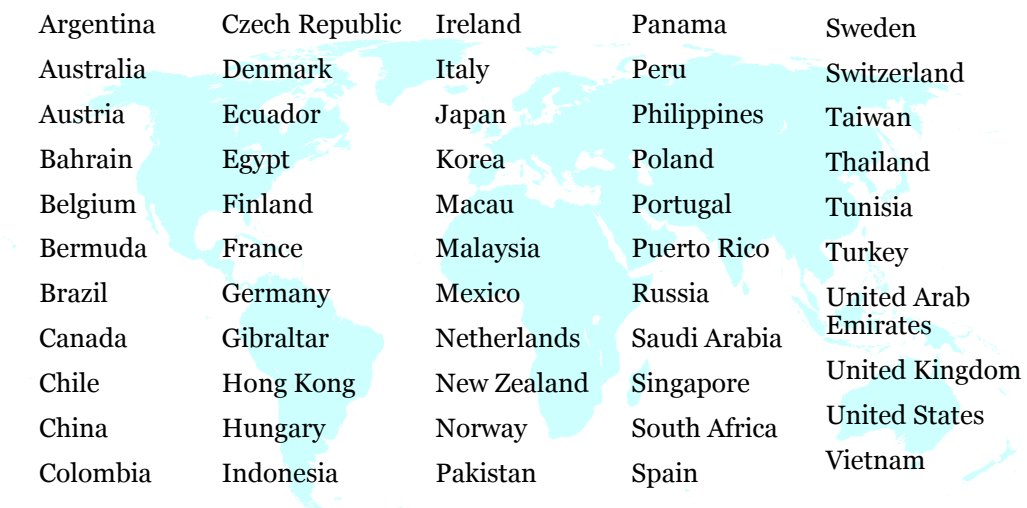 Argentina
Australia
Austria
Bahrain
Belgium
Bermuda
Brazil
Canada
Chile
China
Colombia
Czech Republic
Denmark
Ecuador
Egypt
Finland
France
Germany
Gibraltar
Hong Kong
Hungary
Indonesia
Ireland
Italy
Japan
Korea
Macau
Malaysia
Mexico
Netherlands
New Zealand
Norway
Pakistan
Panama
Peru
Philippines
Poland
Portugal
Puerto Rico
Russia
Saudi Arabia
Singapore
South Africa
Spain
Sweden
Switzerland
Taiwan
Thailand
Tunisia
Turkey
United Arab
Emirates
United Kingdom
United States
Vietnam